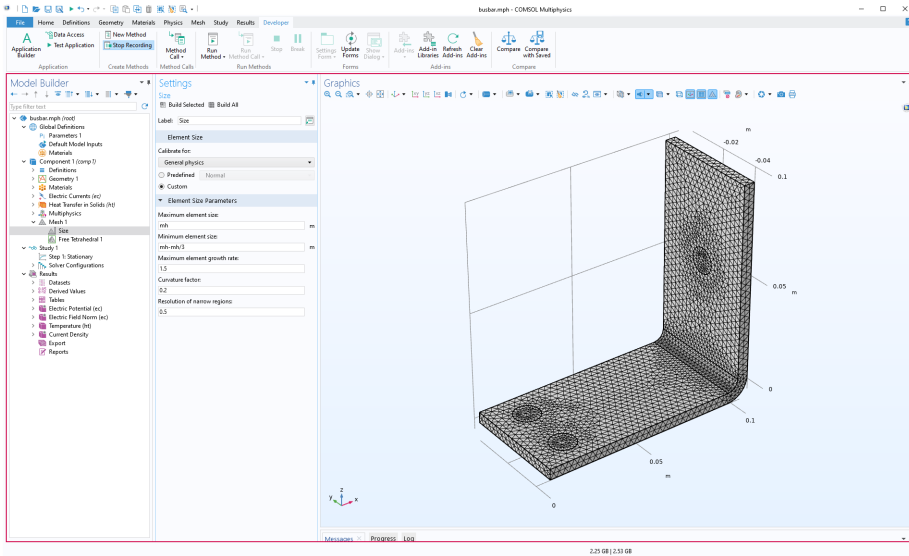 busbar.mph - COMSOL Multiphysics
File Home Definitions Geometry Materials Physics Mesh Study Results Developer
Application Builder
Data Access
Test Application
Application
New Method
Stop Recording
Create Methods
Method Call
Method Calls
Run Method
Run Method Call
Stop
Break
Run Methods
Settings Form
Update Forms
Show Dialog
Forms
Add-ins
Add-in Libraries
Refresh Add-ins
Clear Add-ins
Add-ins
Compare
Compare with Saved
Compare
Model Builder
Type filter text
busbar.mph (root)
Global Definitions
Parameters 1
Default Model Inputs
Materials
Component 1 (comp1)
Definitions
Geometry 1
Materials
Electric Currents (ec)
Heat Transfer in Solids (ht)
Multiphysics
Mesh 1
Size
Free Tetrahedral 1
Study 1
Step 1: Stationary
Solver Configurations
Results
Datasets
Derived Values
Tables
Electric Potential (ec)
Electric Field Norm (ec)
Temperature (ht)
Current Density
Export
Reports
Settings
Size
Build Selected Build All
Label: Size
Element Size
Calibrate for:
General physics
Predefined Normal
Custom
Element Size Parameters
Maximum element size:
mh m
Minimum element size:
mh-mh/3 m
Maximum element growth rate:
1.5
Curvature factor:
0.2
Resolution of narrow regions:
0.5
Graphics
m
-0.02
-0.04
0.1
0.05
m
0
0.1
0.05
m
0
z
y
x
Messages Progress Log
2.25 GB | 2.53 GB